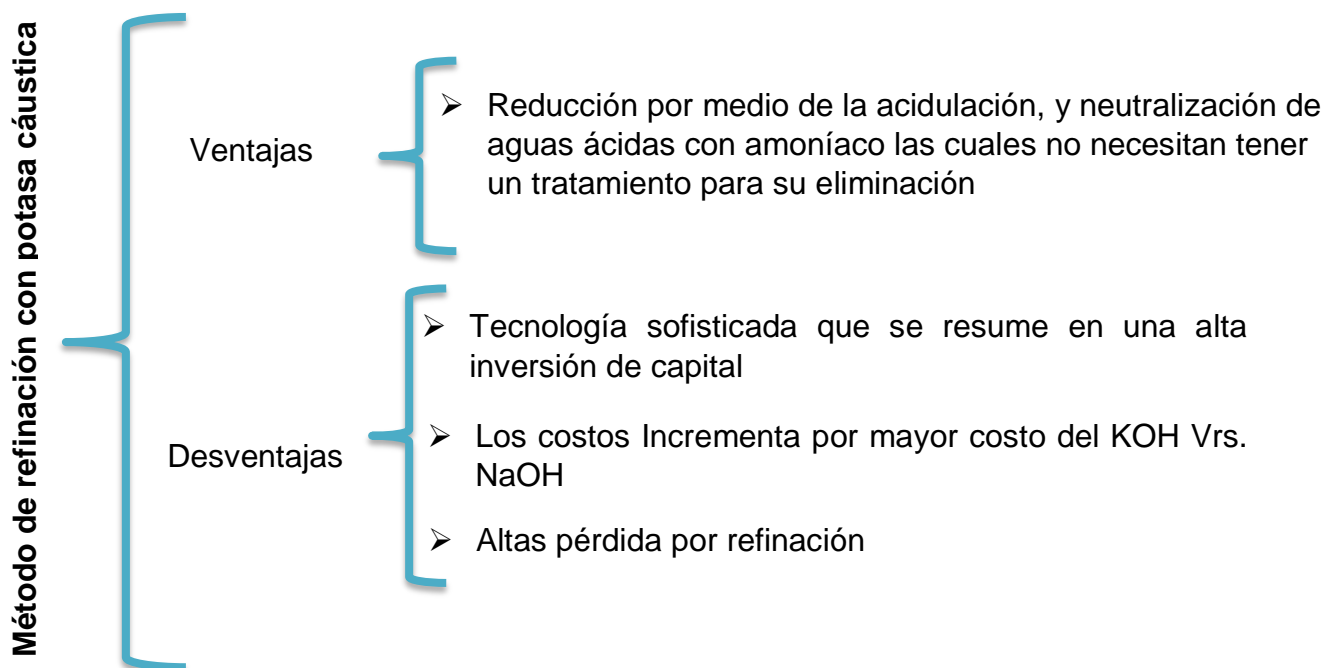 Método de refinación con potasa cáustica
Ventajas
➢ Reducción por medio de la acidulación, y neutralización de
aguas ácidas con amoníaco las cuales no necesitan tener
un tratamiento para su eliminación
Desventajas
➢ Tecnología sofisticada que se resume en una alta
inversión de capital
➢ Los costos Incrementa por mayor costo del KOH Vrs.
NaOH
➢ Altas pérdida por refinación